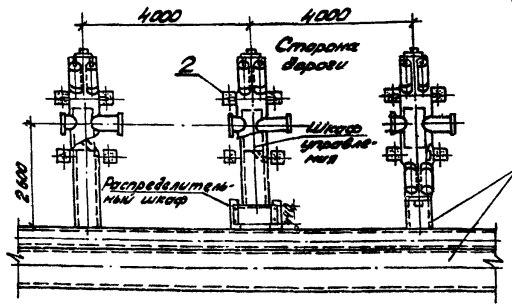 4000
4000
Сторона
дороги
2
Шкаф
управле-
ния
2600
Распределитель-
ный шкаф